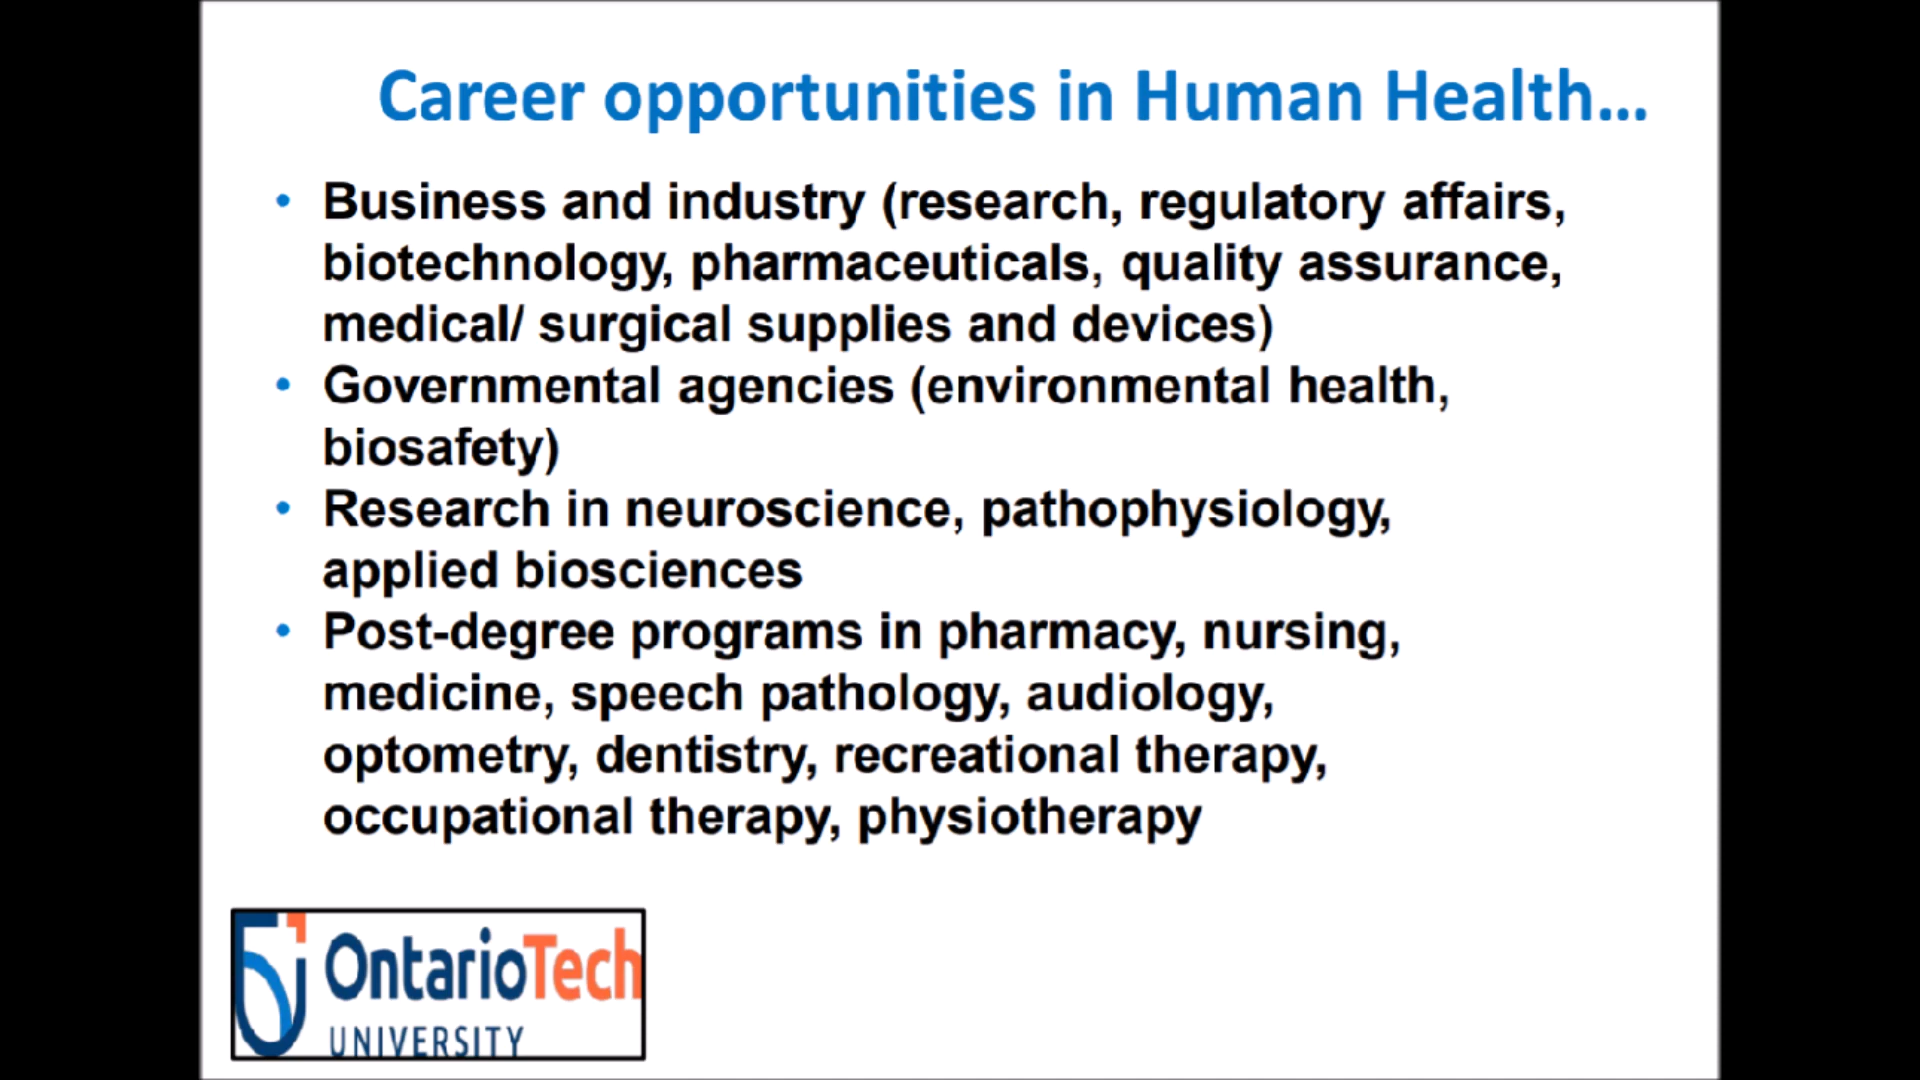 Career opportunities in Human Health...
• Business and industry (research, regulatory affairs,
biotechnology, pharmaceuticals, quality assurance,
medical/ surgical supplies and devices)
• Governmental agencies (environmental health,
biosafety)
• Research in neuroscience, pathophysiology,
applied biosciences
• Post-degree programs in pharmacy, nursing,
medicine, speech pathology, audiology,
optometry, dentistry, recreational therapy,
occupational therapy, physiotherapy
OntarioTech
UNIVERSITY